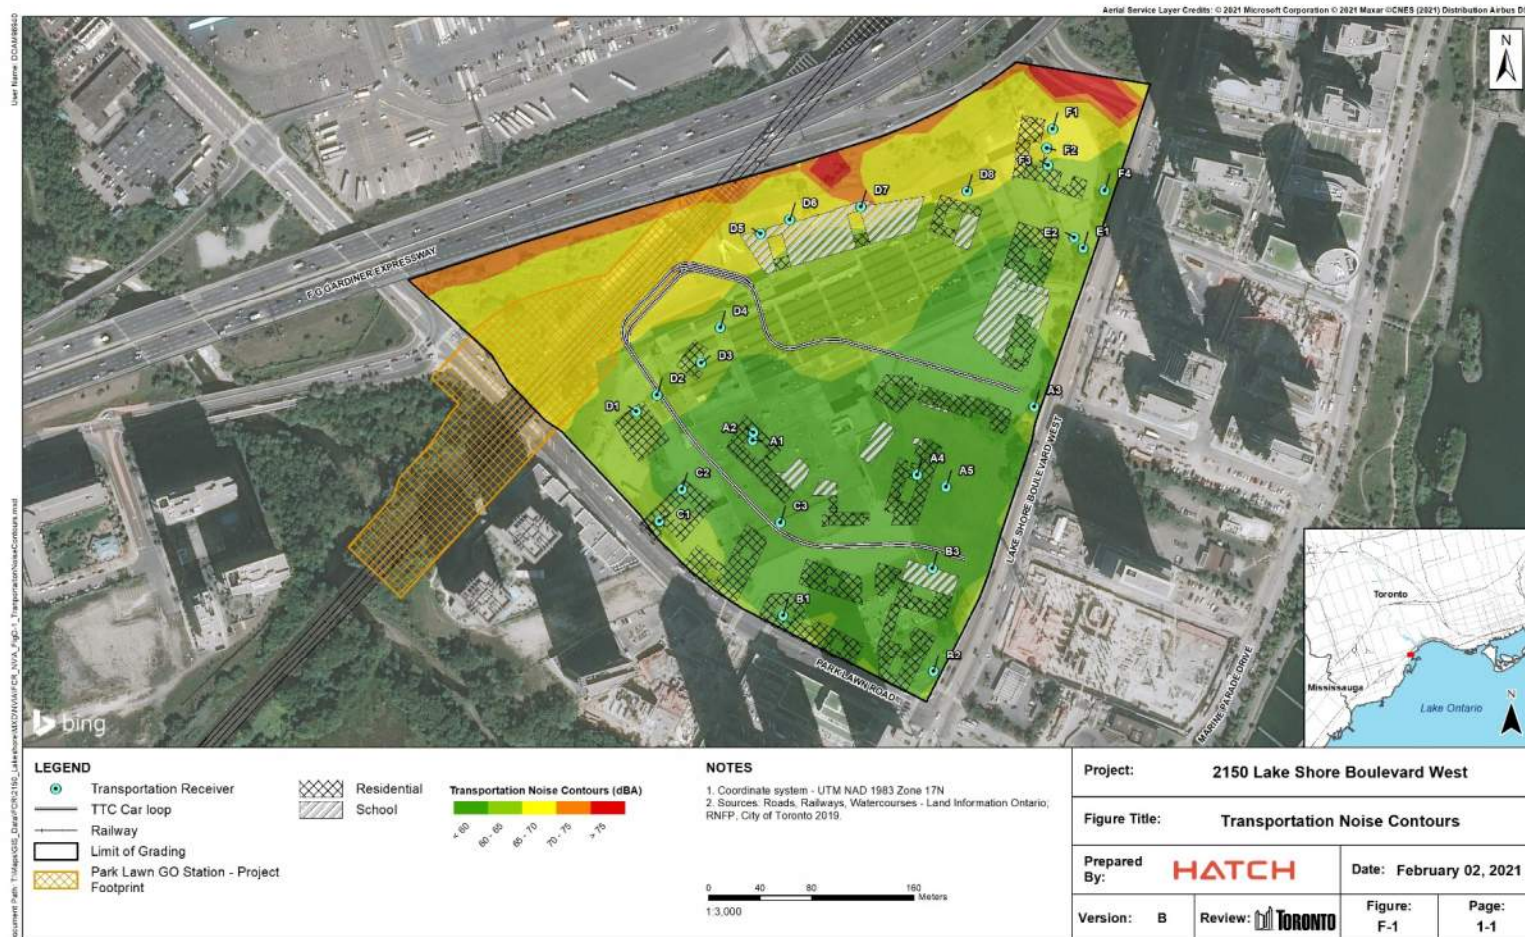 Aerial Service Layer Credits: © 2021 Microsoft Corporation © 2021 Maxar ©CNES (2021) Distribution Airbus DS
N
F1
F2
F3
F4
D8
D7
D6
D5
E2
E1
F G GARDINER EXPRESSWAY
D4
D3
D2
D1
A3
A2
A1
A4
A5
C2
C1
C3
B3
B1
B2
LAKE SHORE BOULEVARD WEST
PARK LAWN ROAD
MARINE PARADE DRIVE
bing
Toronto
Mississauga
Lake Ontario
N
LEGEND
Transportation Receiver
TTC Car loop
Railway
Limit of Grading
Park Lawn GO Station - Project
Footprint
Residential
School
Transportation Noise Contours (dBA)
< 60
60 - 65
65 - 70
70 - 75
> 75
NOTES
1. Coordinate system - UTM NAD 1983 Zone 17N
2. Sources: Roads, Railways, Watercourses - Land Information Ontario,
RNFP, City of Toronto 2019.
0 40 80 160
Meters
1:3,000
Project: 2150 Lake Shore Boulevard West
Figure Title: Transportation Noise Contours
Prepared By: HATCH
Date: February 02, 2021
Version: B
Review: TORONTO
Figure: F-1
Page: 1-1